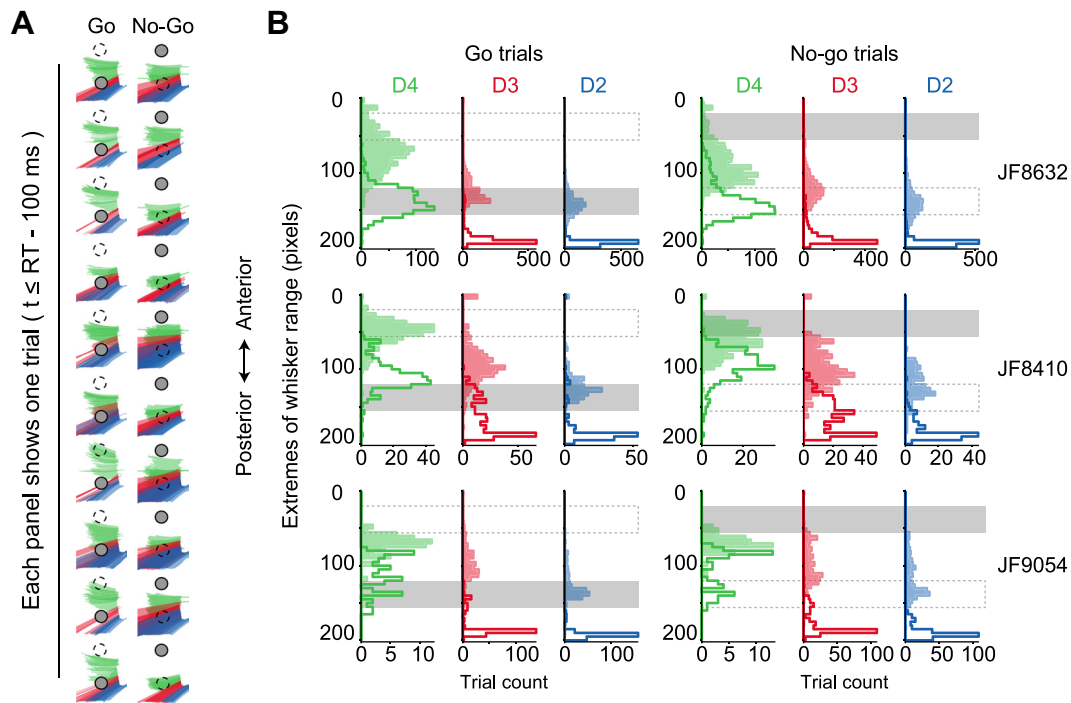 A
Go No-Go
Each panel shows one trial ( t ≤ RT - 100 ms )
B
Go trials No-go trials
D4 D3 D2 D4 D3 D2
Extremes of whisker range (pixels)
Posterior ↔ Anterior
0
100
200
0 100 0 500 0 500 0 100 0 400 0 500
JF8632
0
100
200
0 20 40 0 50 0 50 0 20 0 20 40 0 20 40
JF8410
0
100
200
0 5 10 0 100 0 100 0 5 10 0 50 100 0 50 100
JF9054
Trial count Trial count